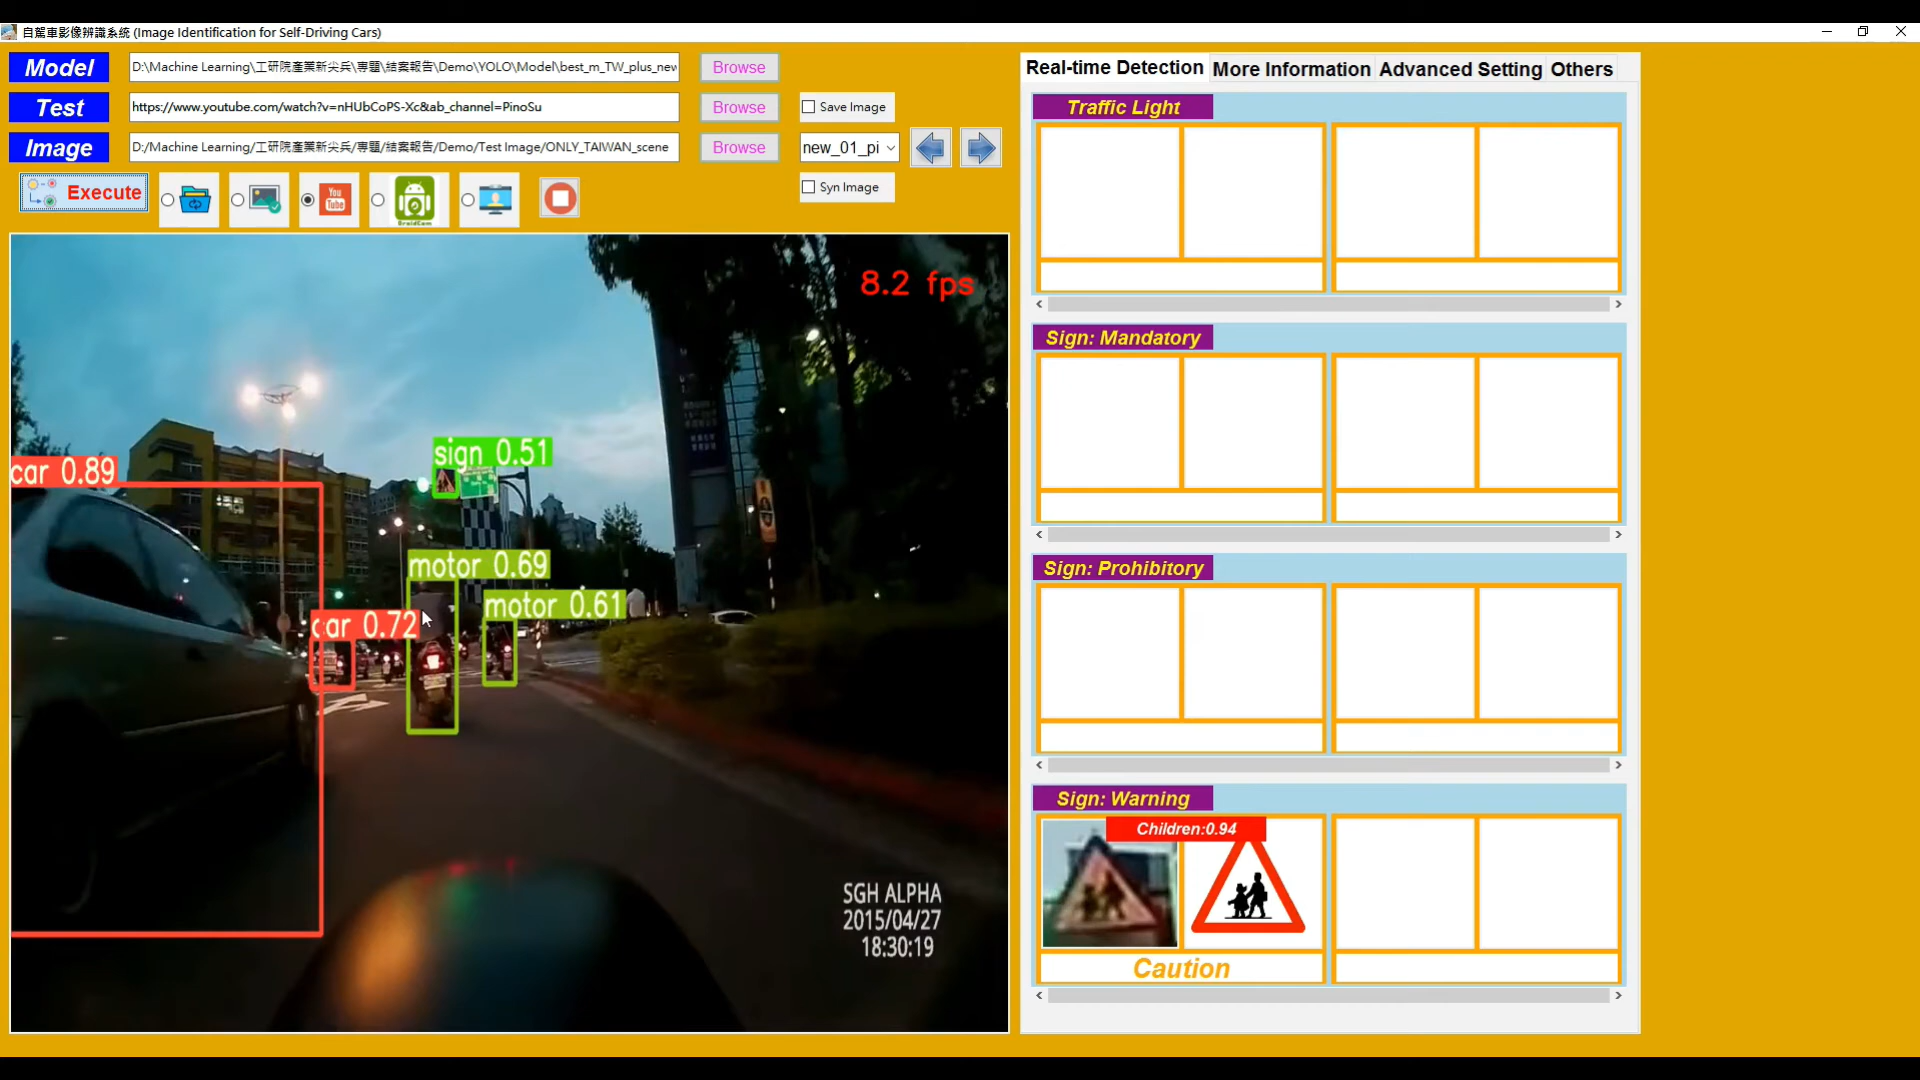 自駕車影像辨識系統 (Image Identification for Self-Driving Cars)
Model
D:\Machine Learning\工研院產業新尖兵\專題\結案報告\Demo\YOLO\Model\best_m_TW_plus_new
Browse
Test
https://www.youtube.com/watch?v=nHUbCoPS-Xc&ab_channel=PinoSu
Browse
Save Image
Image
D:/Machine Learning/工研院產業新尖兵/專題/結案報告/Demo/Test Image/ONLY_TAIWAN_scene
Browse
new_01_pi
Syn Image
Execute
You
Tube
DroidCam
8.2 fps
sign 0.51
car 0.89
motor 0.69
motor 0.61
car 0.72
SGH ALPHA
2015/04/27
18:30:19
Real-time Detection
More Information
Advanced Setting
Others
Traffic Light
Sign: Mandatory
Sign: Prohibitory
Sign: Warning
Children:0.94
Caution